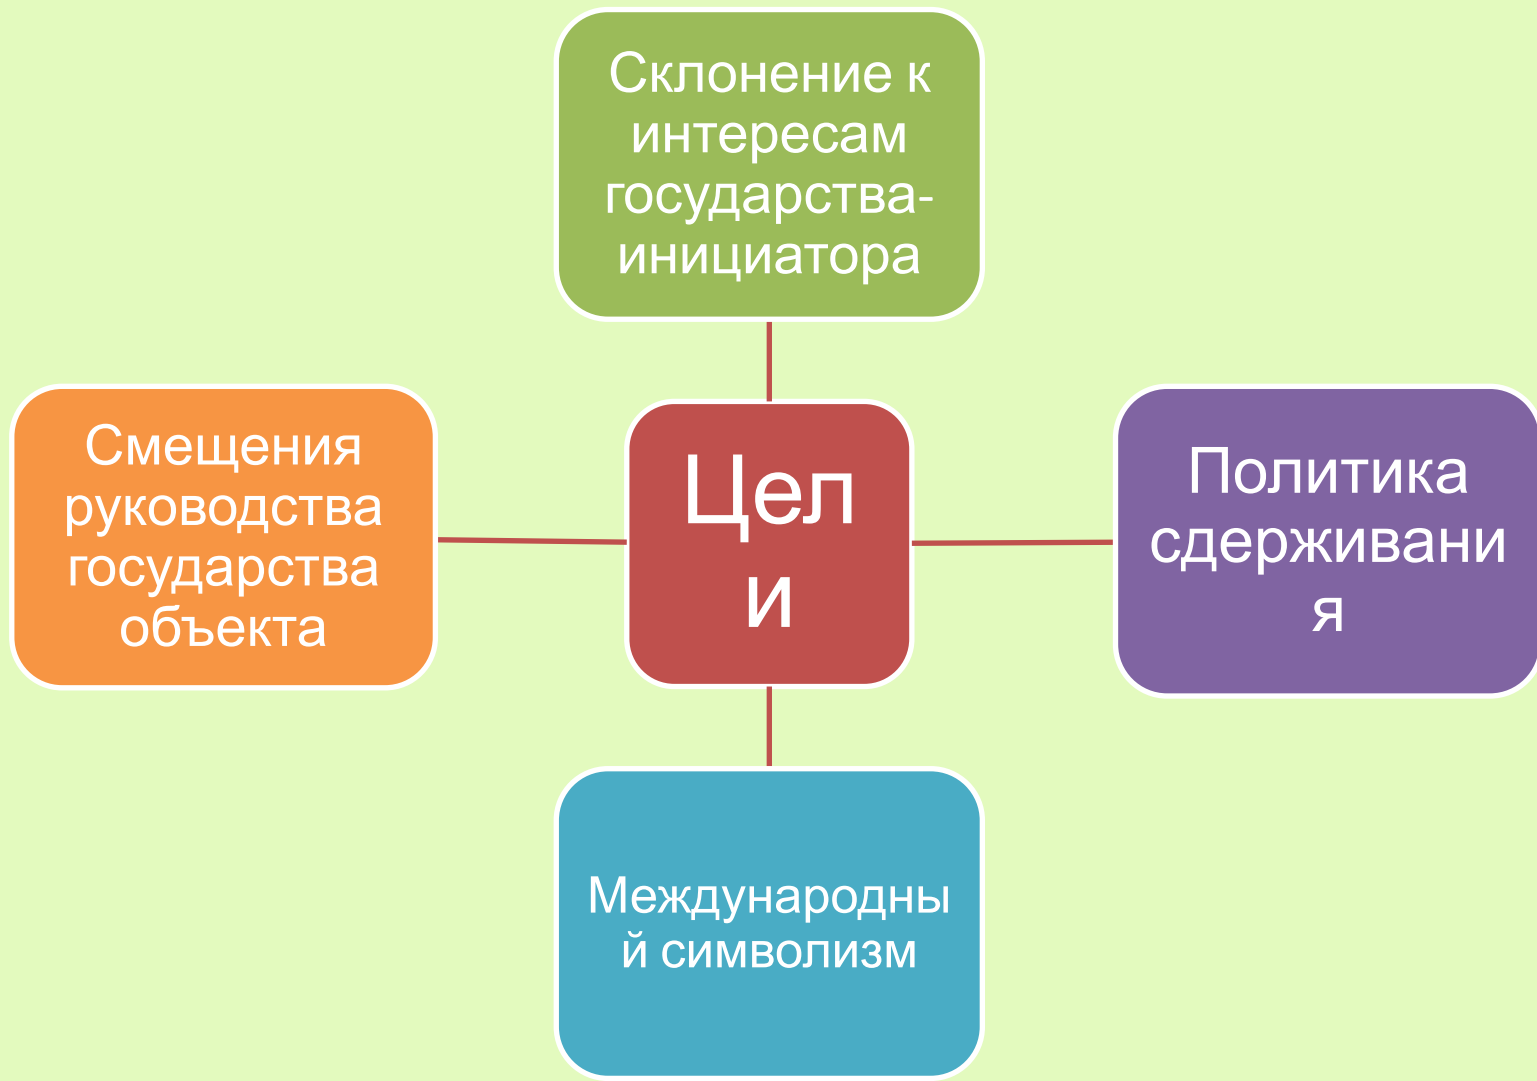 Склонение к
интересам
государства-
инициатора
Смещения
руководства
государства
объекта
Цел
и
Политика
сдерживани
я
Международны
й символизм